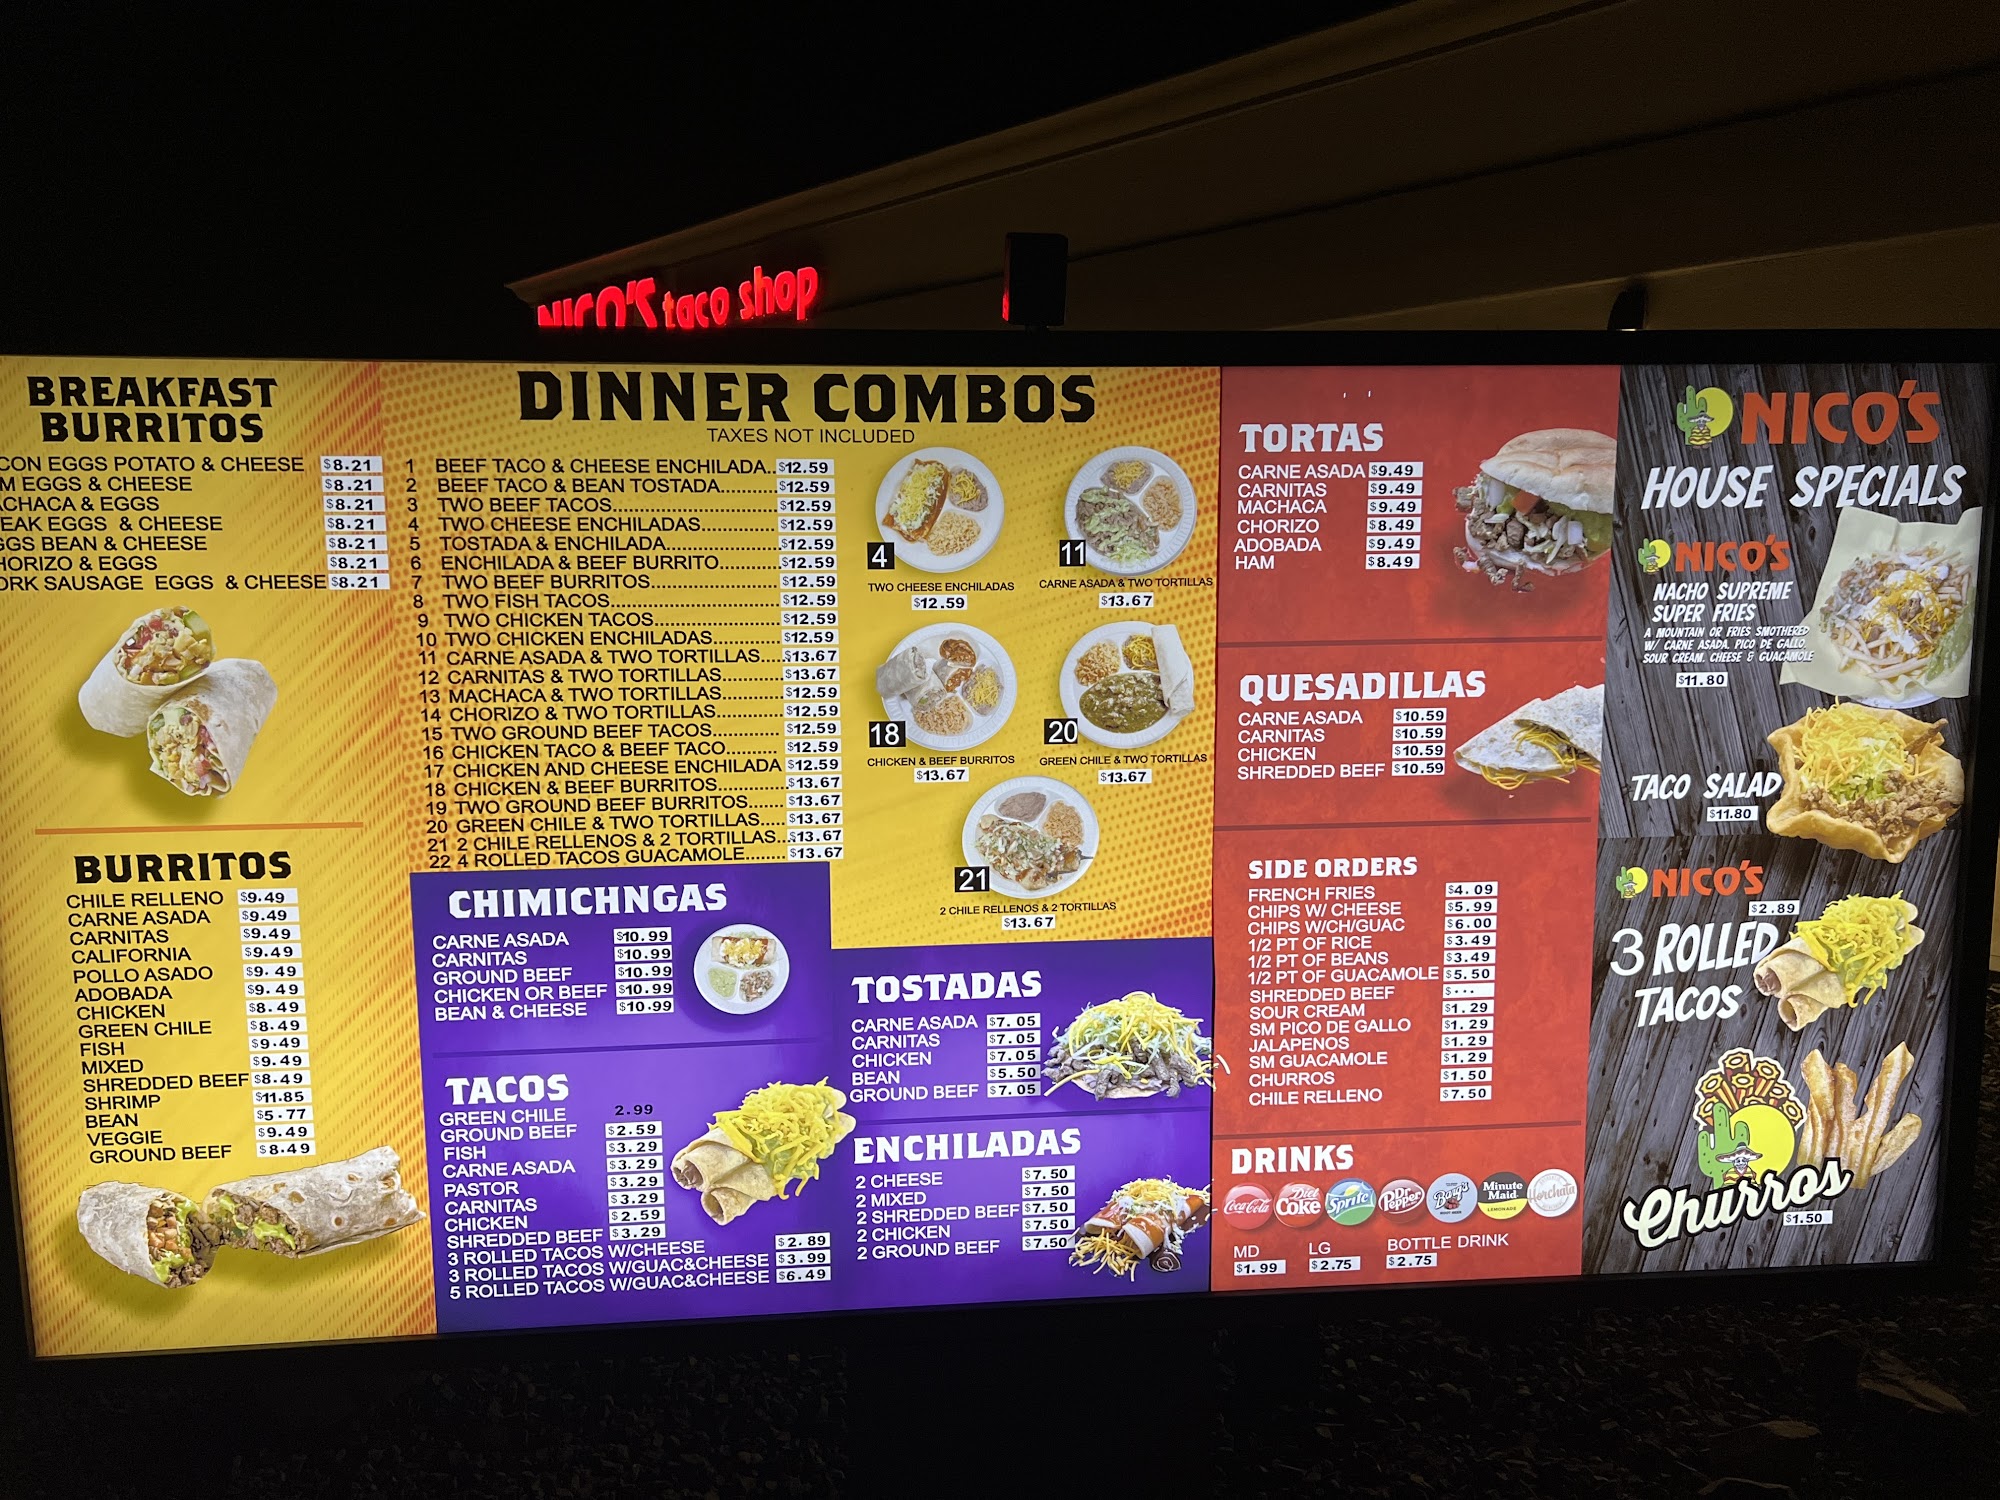 NICO'S taco shop
BREAKFAST
BURRITOS
CON EGGS POTATO & CHEESE $8.21
M EGGS & CHEESE $8.21
ACHACA & EGGS $8.21
EAK EGGS & CHEESE $8.21
GGS BEAN & CHEESE $8.21
HORIZO & EGGS $8.21
ORK SAUSAGE EGGS & CHEESE $8.21
BURRITOS
CHILE RELLENO $9.49
CARNE ASADA $9.49
CARNITAS $9.49
CALIFORNIA $9.49
POLLO ASADO $9.49
ADOBADA $9.49
CHICKEN $8.49
GREEN CHILE $8.49
FISH $9.49
MIXED $9.49
SHREDDED BEEF $8.49
SHRIMP $11.85
BEAN $5.77
VEGGIE $9.49
GROUND BEEF $8.49
DINNER COMBOS
TAXES NOT INCLUDED
1 BEEF TACO & CHEESE ENCHILADA..$12.59
2 BEEF TACO & BEAN TOSTADA..........$12.59
3 TWO BEEF TACOS..............................$12.59
4 TWO CHEESE ENCHILADAS.............$12.59
5 TOSTADA & ENCHILADA....................$12.59
6 ENCHILADA & BEEF BURRITO...........$12.59
7 TWO BEEF BURRITOS.......................$12.59
8 TWO FISH TACOS..............................$12.59
9 TWO CHICKEN TACOS......................$12.59
10 TWO CHICKEN ENCHILADAS............$12.59
11 CARNE ASADA & TWO TORTILLAS.....$13.67
12 CARNITAS & TWO TORTILLAS...........$13.67
13 MACHACA & TWO TORTILLAS...........$12.59
14 CHORIZO & TWO TORTILLAS............$12.59
15 TWO GROUND BEEF TACOS..............$12.59
16 CHICKEN TACO & BEEF TACO.........$12.59
17 CHICKEN AND CHEESE ENCHILADA $12.59
18 CHICKEN & BEEF BURRITOS............$13.67
19 TWO GROUND BEEF BURRITOS.......$13.67
20 GREEN CHILE & TWO TORTILLAS.....$13.67
21 2 CHILE RELLENOS & 2 TORTILLAS...$13.67
22 4 ROLLED TACOS GUACAMOLE........$13.67
4
TWO CHEESE ENCHILADAS
$12.59
11
CARNE ASADA & TWO TORTILLAS
$13.67
18
CHICKEN & BEEF BURRITOS
$13.67
20
GREEN CHILE & TWO TORTILLAS
$13.67
21
2 CHILE RELLENOS & 2 TORTILLAS
$13.67
CHIMICHNGAS
CARNE ASADA $10.99
CARNITAS $10.99
GROUND BEEF $10.99
CHICKEN OR BEEF $10.99
BEAN & CHEESE $10.99
TACOS
GREEN CHILE 2.99
GROUND BEEF $2.59
FISH $3.29
CARNE ASADA $3.29
PASTOR $3.29
CARNITAS $3.29
CHICKEN $2.59
SHREDDED BEEF $3.29
3 ROLLED TACOS W/CHEESE $2.89
3 ROLLED TACOS W/GUAC&CHEESE $3.99
5 ROLLED TACOS W/GUAC&CHEESE $6.49
TOSTADAS
CARNE ASADA $7.05
CARNITAS $7.05
CHICKEN $7.05
BEAN $5.50
GROUND BEEF $7.05
ENCHILADAS
2 CHEESE $7.50
2 MIXED $7.50
2 SHREDDED BEEF $7.50
2 CHICKEN $7.50
2 GROUND BEEF $7.50
TORTAS
CARNE ASADA $9.49
CARNITAS $9.49
MACHACA $9.49
CHORIZO $8.49
ADOBADA $9.49
HAM $8.49
QUESADILLAS
CARNE ASADA $10.59
CARNITAS $10.59
CHICKEN $10.59
SHREDDED BEEF $10.59
SIDE ORDERS
FRENCH FRIES $4.09
CHIPS W/ CHEESE $5.99
CHIPS W/CH/GUAC $6.00
1/2 PT OF RICE $3.49
1/2 PT OF BEANS $3.49
1/2 PT OF GUACAMOLE $5.50
SHREDDED BEEF $...
SOUR CREAM $1.29
SM PICO DE GALLO $1.29
JALAPENOS $1.29
SM GUACAMOLE $1.29
CHURROS $1.50
CHILE RELLENO $7.50
DRINKS
Coca-Cola Diet Coke Sprite Dr Pepper Barq's Minute Maid LEMONADE Horchata
MD LG BOTTLE DRINK
$1.99 $2.75 $2.75
NICO'S
HOUSE SPECIALS
NICO'S
NACHO SUPREME
SUPER FRIES
A MOUNTAIN OR FRIES SMOTHERED
W/ CARNE ASADA, PICO DE GALLO,
SOUR CREAM, CHEESE & GUACAMOLE
$11.80
TACO SALAD
$11.80
NICO'S
$2.89
3 ROLLED
TACOS
Churros
$1.50